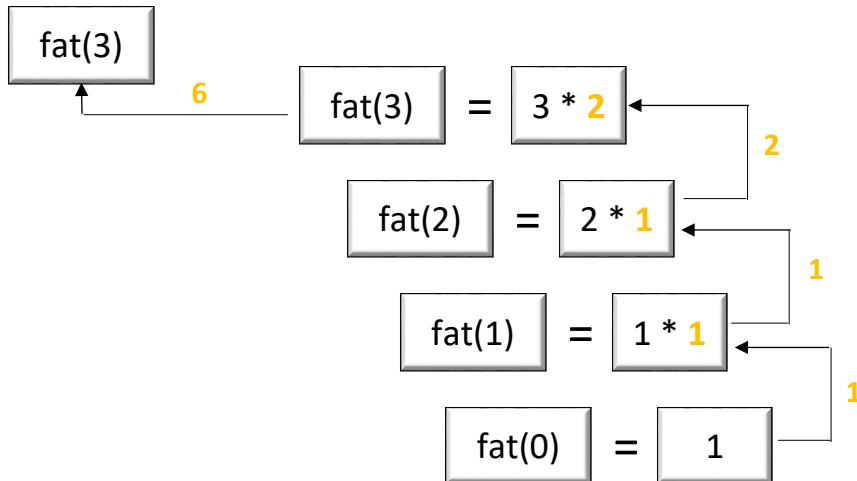 fat(3)
6
fat(3) = 3 * 2
2
fat(2) = 2 * 1
1
fat(1) = 1 * 1
1
fat(0) = 1